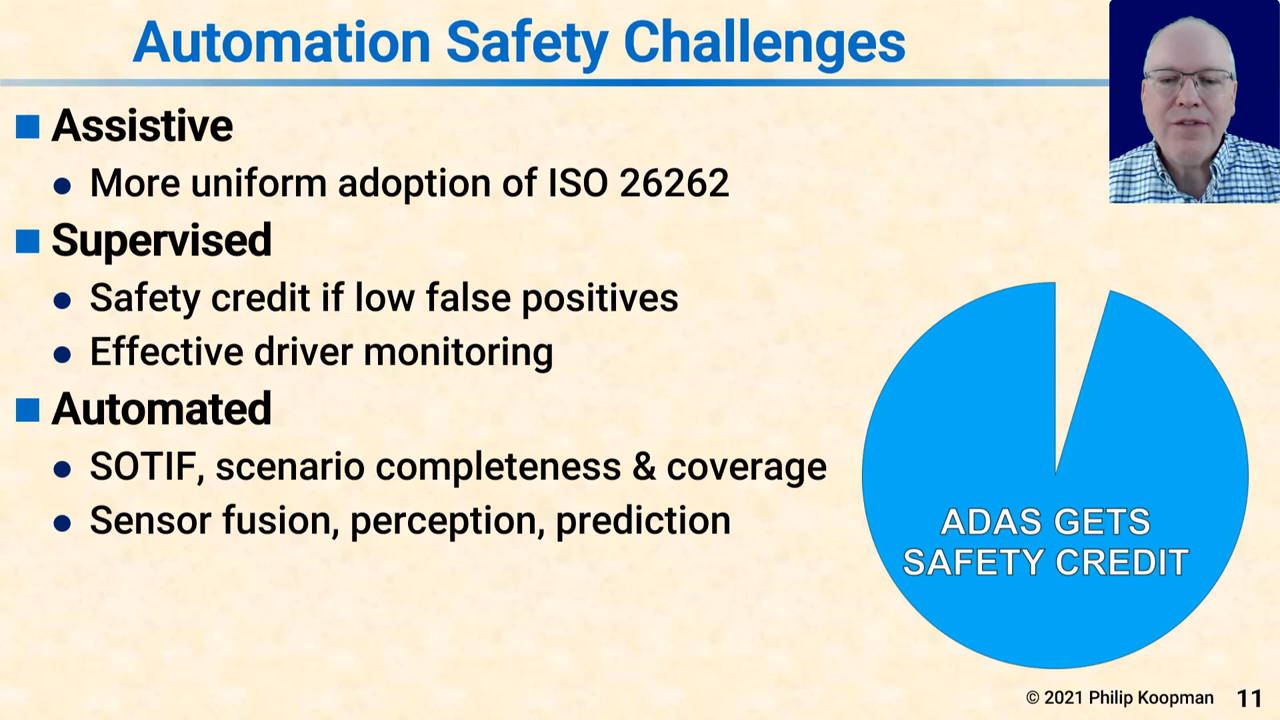 Automation Safety Challenges
Assistive
More uniform adoption of ISO 26262
Supervised
Safety credit if low false positives
Effective driver monitoring
Automated
SOTIF, scenario completeness & coverage
Sensor fusion, perception, prediction
ADAS GETS
SAFETY CREDIT
© 2021 Philip Koopman 11